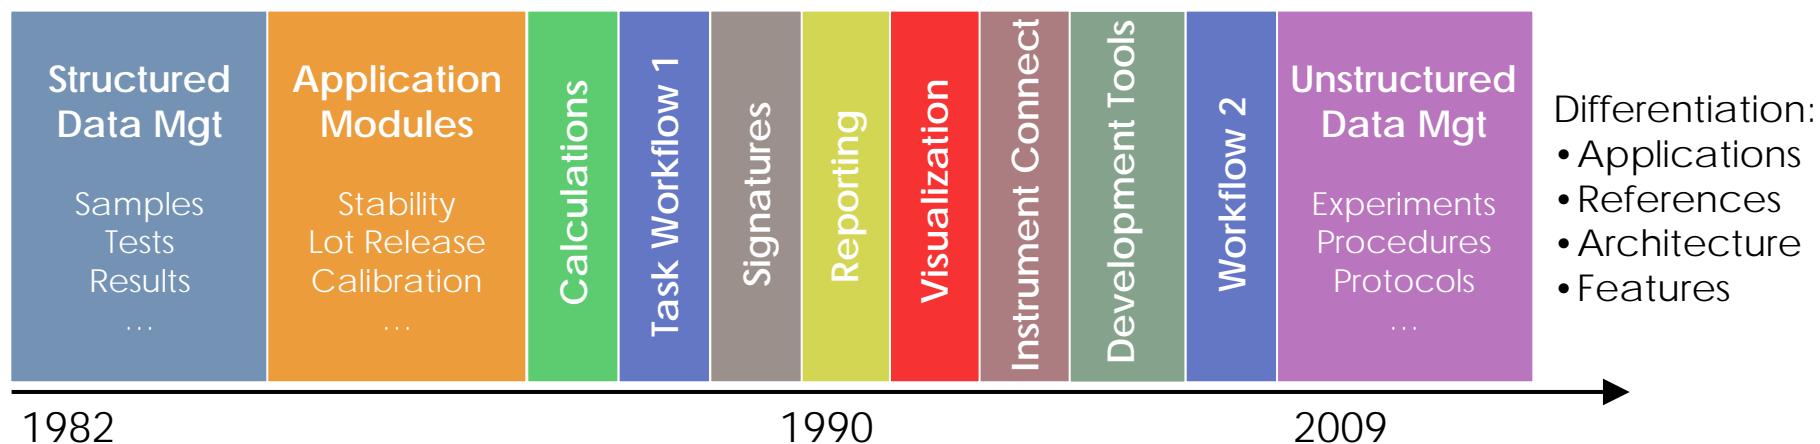 Structured
Data Mgt
Samples
Tests
Results
...
Application
Modules
Stability
Lot Release
Calibration
...
Calculations
Task Workflow 1
Signatures
Reporting
Visualization
Instrument Connect
Development Tools
Workflow 2
Unstructured
Data Mgt
Experiments
Procedures
Protocols
...
Differentiation:
• Applications
• References
• Architecture
• Features
1982
1990
2009